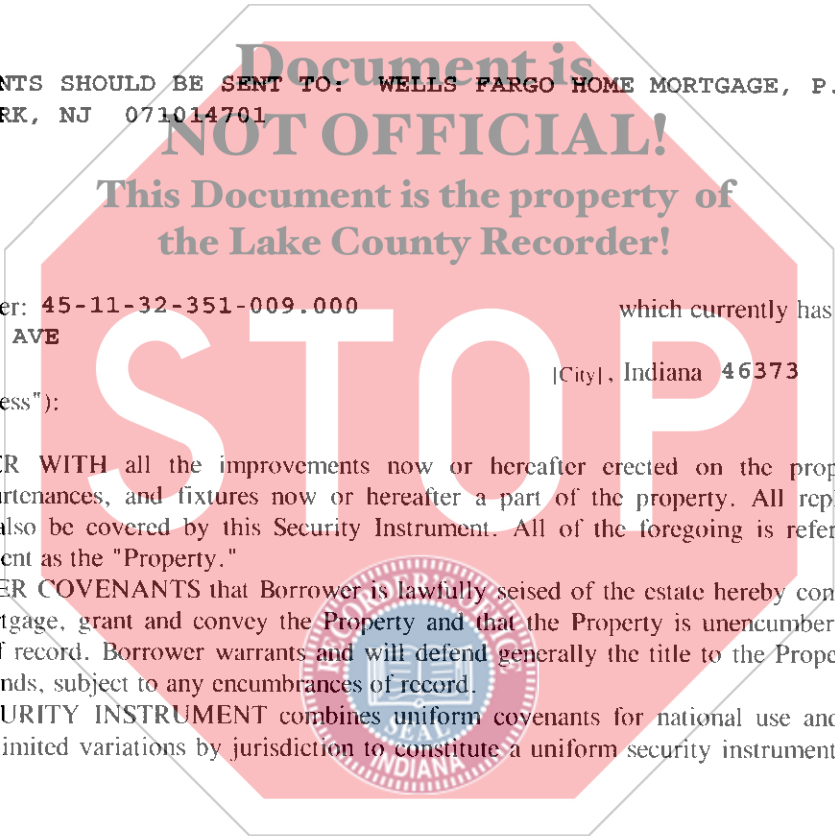 Document is
NTS SHOULD BE SENT TO: WELLS FARGO HOME MORTGAGE, P.
RK, NJ 071014701
NOT OFFICIAL!
This Document is the property of
the Lake County Recorder!
er: 45-11-32-351-009.000 which currently has
AVE
[City], Indiana 46373
ess"):
STOP
ER WITH all the improvements now or hereafter erected on the prop
rtenances, and fixtures now or hereafter a part of the property. All repl
also be covered by this Security Instrument. All of the foregoing is refer
ent as the "Property."
ER COVENANTS that Borrower is lawfully seised of the estate hereby con
tgage, grant and convey the Property and that the Property is unencumber
f record. Borrower warrants and will defend generally the title to the Prope
nds, subject to any encumbrances of record.
URITY INSTRUMENT combines uniform covenants for national use and
imited variations by jurisdiction to constitute a uniform security instrument
RECORDER'S OFFICE
SEAL
INDIANA